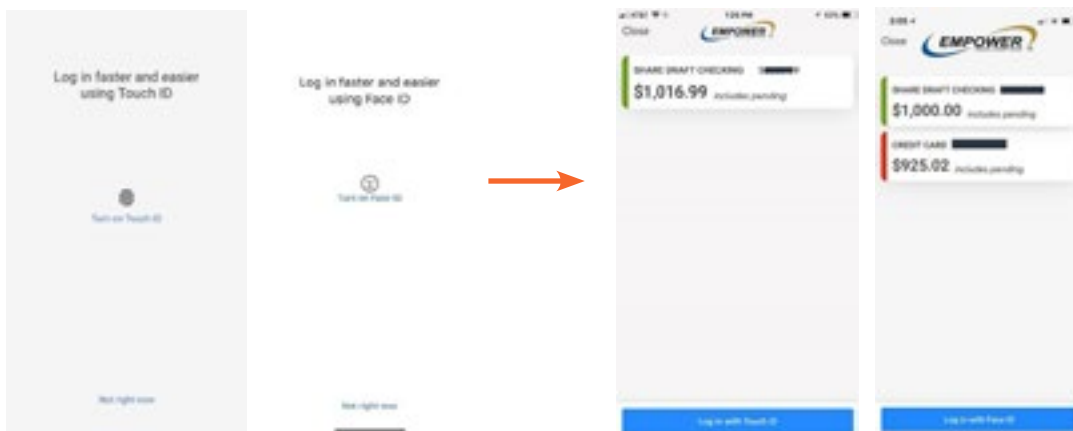 Log in faster and easier
using Touch ID
Turn on Touch ID
Not right now
Log in faster and easier
using Face ID
Turn on Face ID
Not right now
1:26 PM
Close
EMPOWER
SHARE DRAFT CHECKING
$1,016.99 includes pending
Log in with Touch ID
Close
EMPOWER
SHARE DRAFT CHECKING
$1,000.00 includes pending
CREDIT CARD
$925.02 includes pending
Log in with Face ID